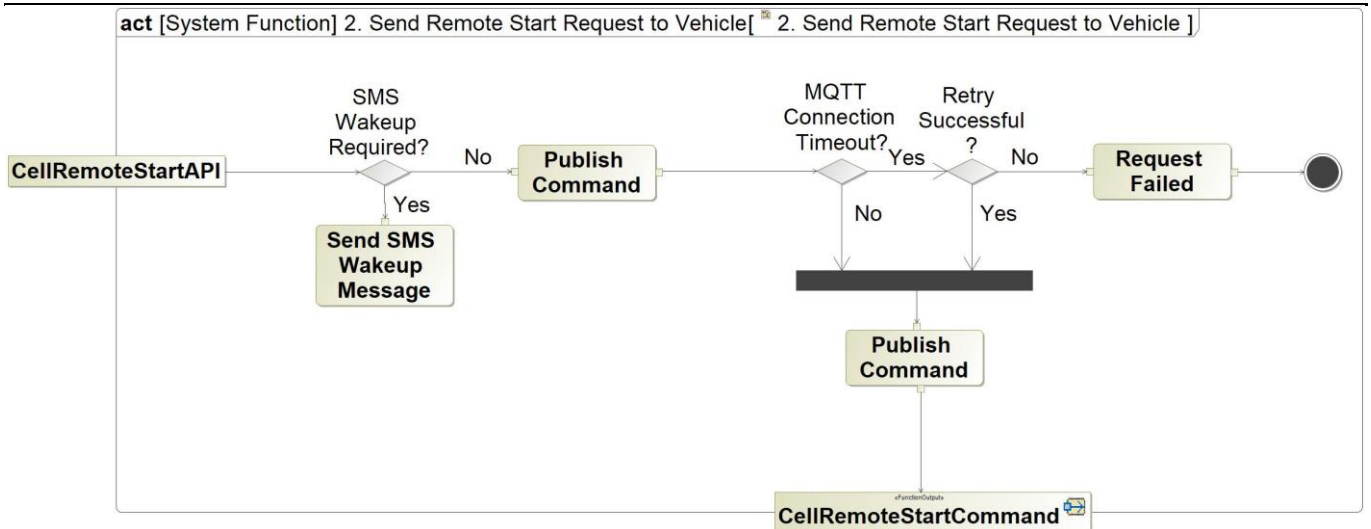 act [System Function] 2. Send Remote Start Request to Vehicle[ 2. Send Remote Start Request to Vehicle ]
CellRemoteStartAPI
SMS
Wakeup
Required?
No
Yes
Send SMS
Wakeup
Message
Publish
Command
MQTT
Connection
Timeout?
Yes
No
Retry
Successful
?
No
Yes
Request
Failed
Publish
Command
«FunctionOutput»
CellRemoteStartCommand